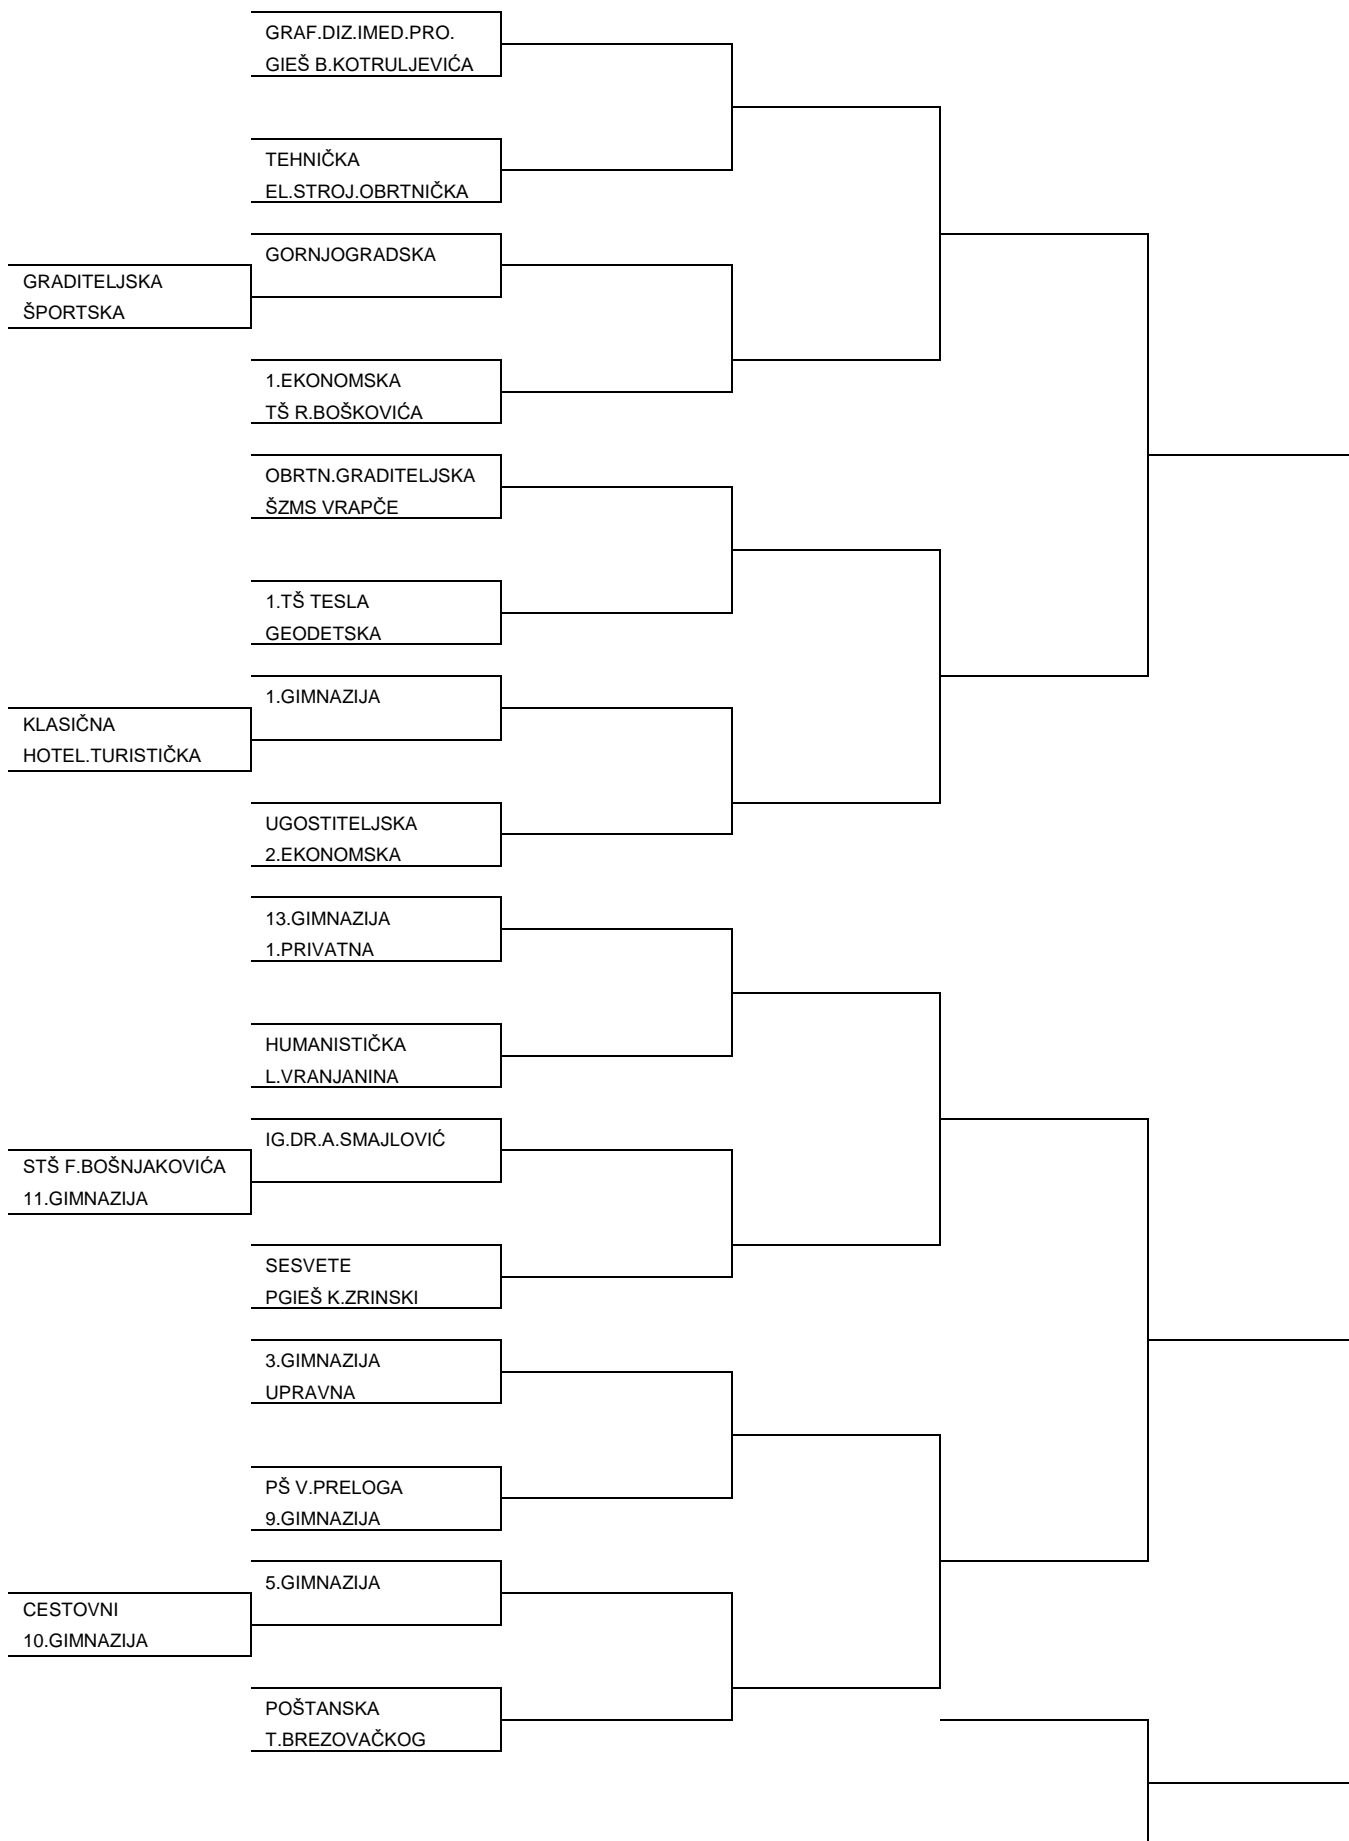 GRAF.DIZ.IMED.PRO.
GIEŠ B.KOTRULJEVIĆA
TEHNIČKA
EL.STROJ.OBRTNIČKA
GORNJOGRADSKA
GRADITELJSKA
ŠPORTSKA
1.EKONOMSKA
TŠ R.BOŠKOVIĆA
OBRTN.GRADITELJSKA
ŠZMS VRAPČE
1.TŠ TESLA
GEODETSKA
1.GIMNAZIJA
KLASIČNA
HOTEL.TURISTIČKA
UGOSTITELJSKA
2.EKONOMSKA
13.GIMNAZIJA
1.PRIVATNA
HUMANISTIČKA
L.VRANJANINA
IG.DR.A.SMAJLOVIĆ
STŠ F.BOŠNJAKOVIĆA
11.GIMNAZIJA
SESVETE
PGIEŠ K.ZRINSKI
3.GIMNAZIJA
UPRAVNA
PŠ V.PRELOGA
9.GIMNAZIJA
5.GIMNAZIJA
CESTOVNI
10.GIMNAZIJA
POŠTANSKA
T.BREZOVAČKOG